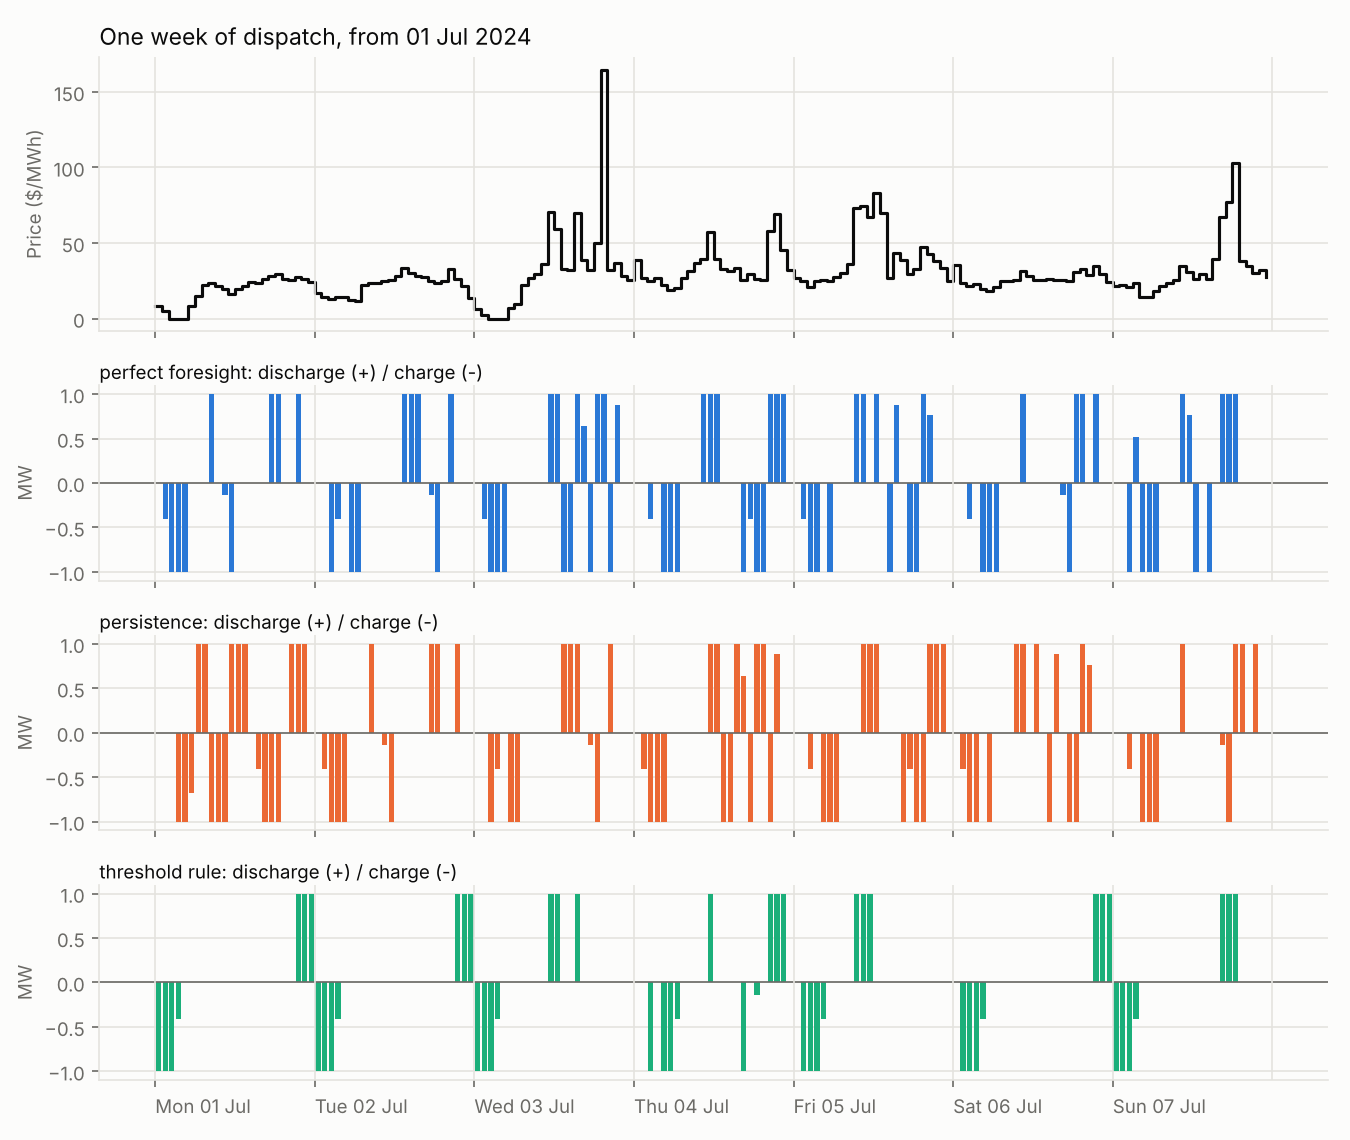 One week of dispatch, from 01 Jul 2024
Price ($/MWh)
150
100
50
0
perfect foresight: discharge (+) / charge (-)
MW
1.0
0.5
0.0
−0.5
−1.0
persistence: discharge (+) / charge (-)
MW
1.0
0.5
0.0
−0.5
−1.0
threshold rule: discharge (+) / charge (-)
MW
1.0
0.5
0.0
−0.5
−1.0
Mon 01 Jul
Tue 02 Jul
Wed 03 Jul
Thu 04 Jul
Fri 05 Jul
Sat 06 Jul
Sun 07 Jul